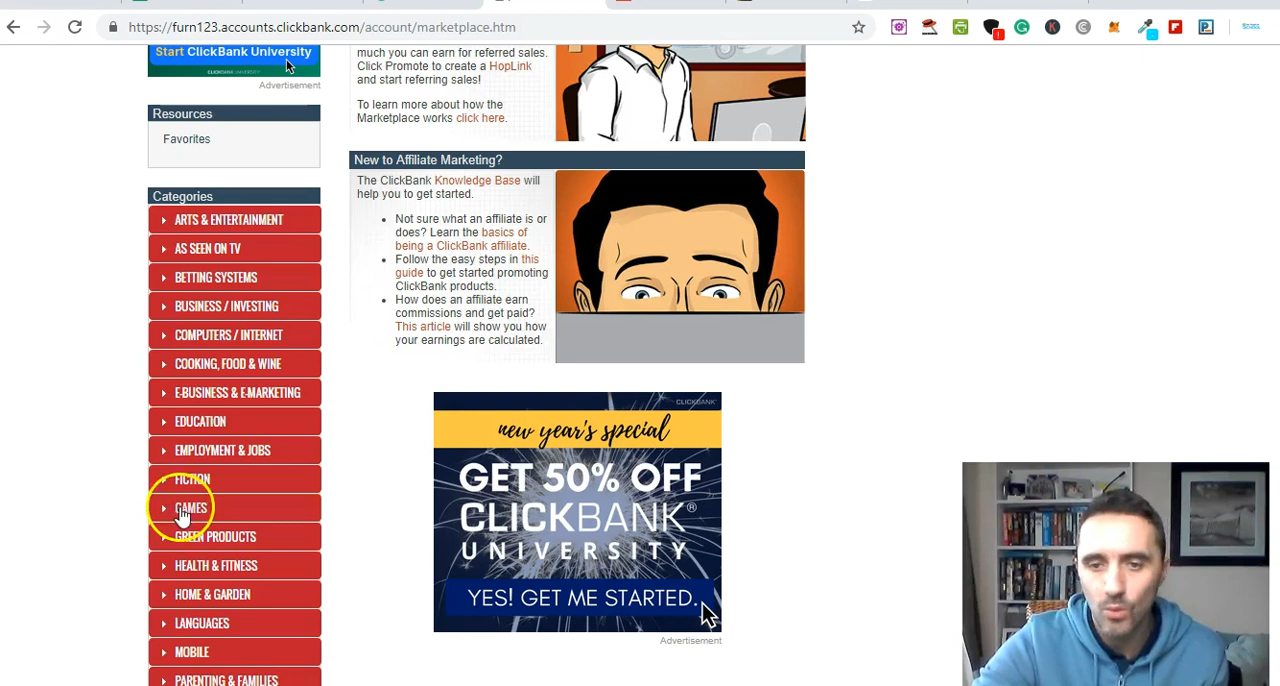 https://furn123.accounts.clickbank.com/account/marketplace.htm
Start ClickBank University
CLICKBANK UNIVERSITY
Advertisement
Resources
Favorites
Categories
ARTS & ENTERTAINMENT
AS SEEN ON TV
BETTING SYSTEMS
BUSINESS / INVESTING
COMPUTERS / INTERNET
COOKING, FOOD & WINE
E-BUSINESS & E-MARKETING
EDUCATION
EMPLOYMENT & JOBS
FICTION
GAMES
GREEN PRODUCTS
HEALTH & FITNESS
HOME & GARDEN
LANGUAGES
MOBILE
PARENTING & FAMILIES
much you can earn for referred sales.
Click Promote to create a HopLink
and start referring sales!
To learn more about how the
Marketplace works click here.
New to Affiliate Marketing?
The ClickBank Knowledge Base will
help you to get started.
Not sure what an affiliate is or
does? Learn the basics of
being a ClickBank affiliate.
Follow the easy steps in this
guide to get started promoting
ClickBank products.
How does an affiliate earn
commissions and get paid?
This article will show you how
your earnings are calculated.
CLICKBANK
new year's special
GET 50% OFF
CLICKBANK®
UNIVERSITY
YES! GET ME STARTED.
Advertisement